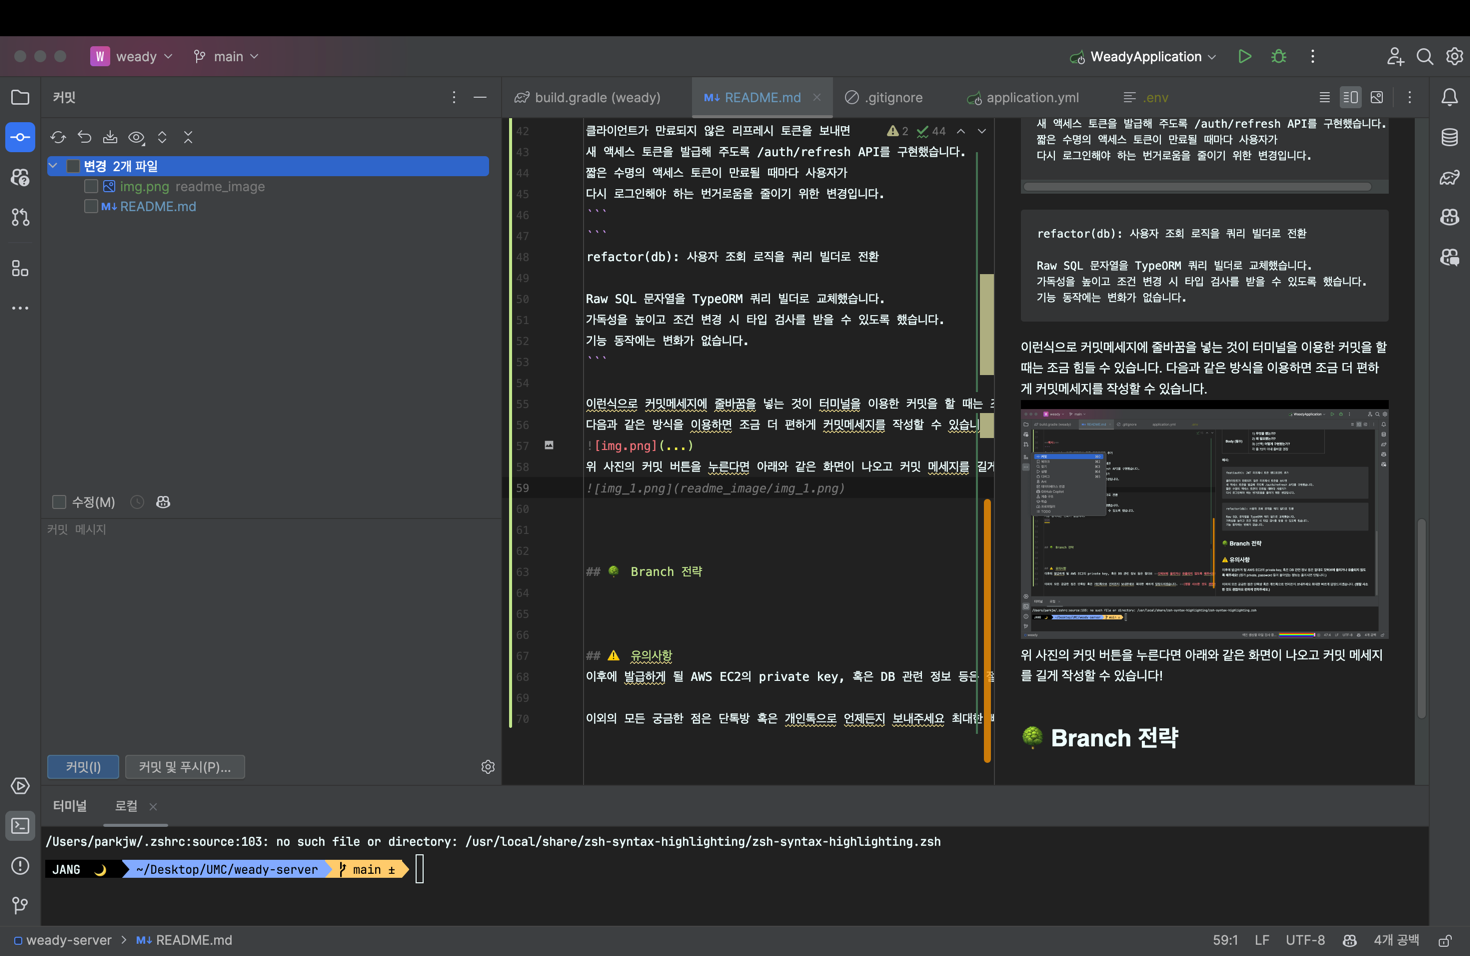 W weady
main
WeadyApplication
커밋
build.gradle (weady)
M↓ README.md
.gitignore
application.yml
.env
변경 2개 파일
img.png readme_image
M↓ README.md
수정(M)
커밋 메시지
커밋(I)
커밋 및 푸시(P)...
2 44
42 클라이언트가 만료되지 않은 리프레시 토큰을 보내면
43 새 액세스 토큰을 발급해 주도록 /auth/refresh API를 구현했습니다.
44 짧은 수명의 액세스 토큰이 만료될 때마다 사용자가
45 다시 로그인해야 하는 번거로움을 줄이기 위한 변경입니다.
46 ```
47 ```
48 refactor(db): 사용자 조회 로직을 쿼리 빌더로 전환
49
50 Raw SQL 문자열을 TypeORM 쿼리 빌더로 교체했습니다.
51 가독성을 높이고 조건 변경 시 타입 검사를 받을 수 있도록 했습니다.
52 기능 동작에는 변화가 없습니다.
53 ```
54
55 이런식으로 커밋메세지에 줄바꿈을 넣는 것이 터미널을 이용한 커밋을 할 때는
56 다음과 같은 방식을 이용하면 조금 더 편하게 커밋메세지를 작성할 수 있습니
57 ![img.png](...)
58 위 사진의 커밋 버튼을 누른다면 아래와 같은 화면이 나오고 커밋 메세지를 길게
59 ![img_1.png](readme_image/img_1.png)
60
61
62
63 ## 🌳 Branch 전략
64
65
66
67 ## ⚠️ 유의사항
68 이후에 발급하게 될 AWS EC2의 private key, 혹은 DB 관련 정보 등은
69
70 이외의 모든 궁금한 점은 단톡방 혹은 개인톡으로 언제든지 보내주세요 최대한
새 액세스 토큰을 발급해 주도록 /auth/refresh API를 구현했습니다.
짧은 수명의 액세스 토큰이 만료될 때마다 사용자가
다시 로그인해야 하는 번거로움을 줄이기 위한 변경입니다.
refactor(db): 사용자 조회 로직을 쿼리 빌더로 전환
Raw SQL 문자열을 TypeORM 쿼리 빌더로 교체했습니다.
가독성을 높이고 조건 변경 시 타입 검사를 받을 수 있도록 했습니다.
기능 동작에는 변화가 없습니다.
이런식으로 커밋메세지에 줄바꿈을 넣는 것이 터미널을 이용한 커밋을 할
때는 조금 힘들 수 있습니다. 다음과 같은 방식을 이용하면 조금 더 편하
게 커밋메세지를 작성할 수 있습니다.
🌳 Branch 전략
⚠️ 유의사항
위 사진의 커밋 버튼을 누른다면 아래와 같은 화면이 나오고 커밋 메세지
를 길게 작성할 수 있습니다!
🌳 Branch 전략
터미널
로컬
/Users/parkjw/.zshrc:source:103: no such file or directory: /usr/local/share/zsh-syntax-highlighting/zsh-syntax-highlighting.zsh
JANG 🌙 ~/Desktop/UMC/weady-server main ±
weady-server > M↓ README.md
59:1 LF UTF-8 4개 공백